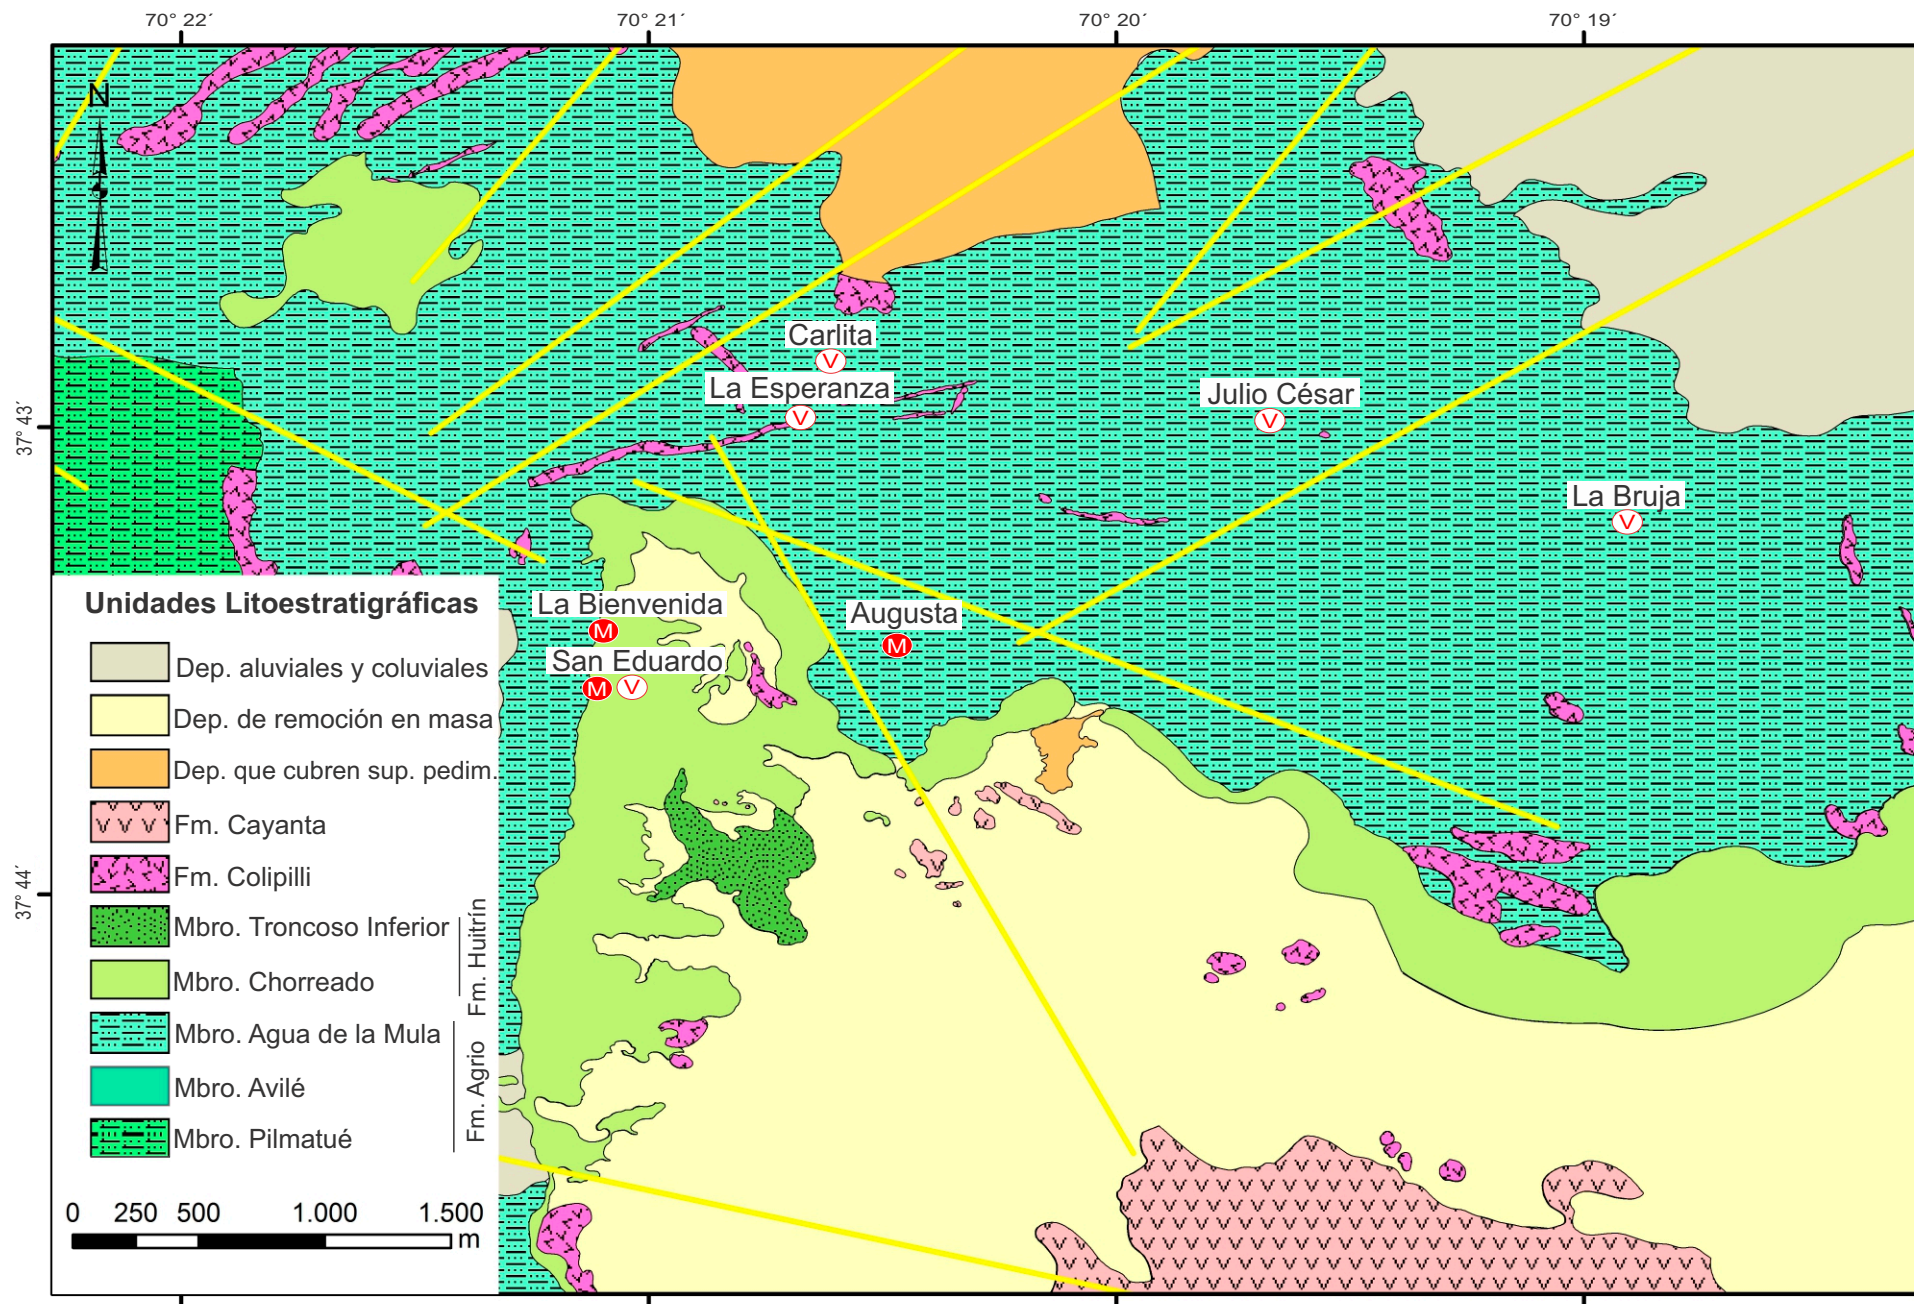 70° 22´ 70° 21´ 70° 20´ 70° 19´
N
Carlita
V
La Esperanza
V
Julio César
V
37° 43´
La Bruja
V
La Bienvenida
M
Augusta
M
San Eduardo
M V
37° 44´
Unidades Litoestratigráficas
Dep. aluviales y coluviales
Dep. de remoción en masa
Dep. que cubren sup. pedim.
Fm. Cayanta
Fm. Colipilli
Mbro. Troncoso Inferior
Mbro. Chorreado
Fm. Huitrín
Mbro. Agua de la Mula
Mbro. Avilé
Mbro. Pilmatué
Fm. Agrio
0 250 500 1.000 1.500
m